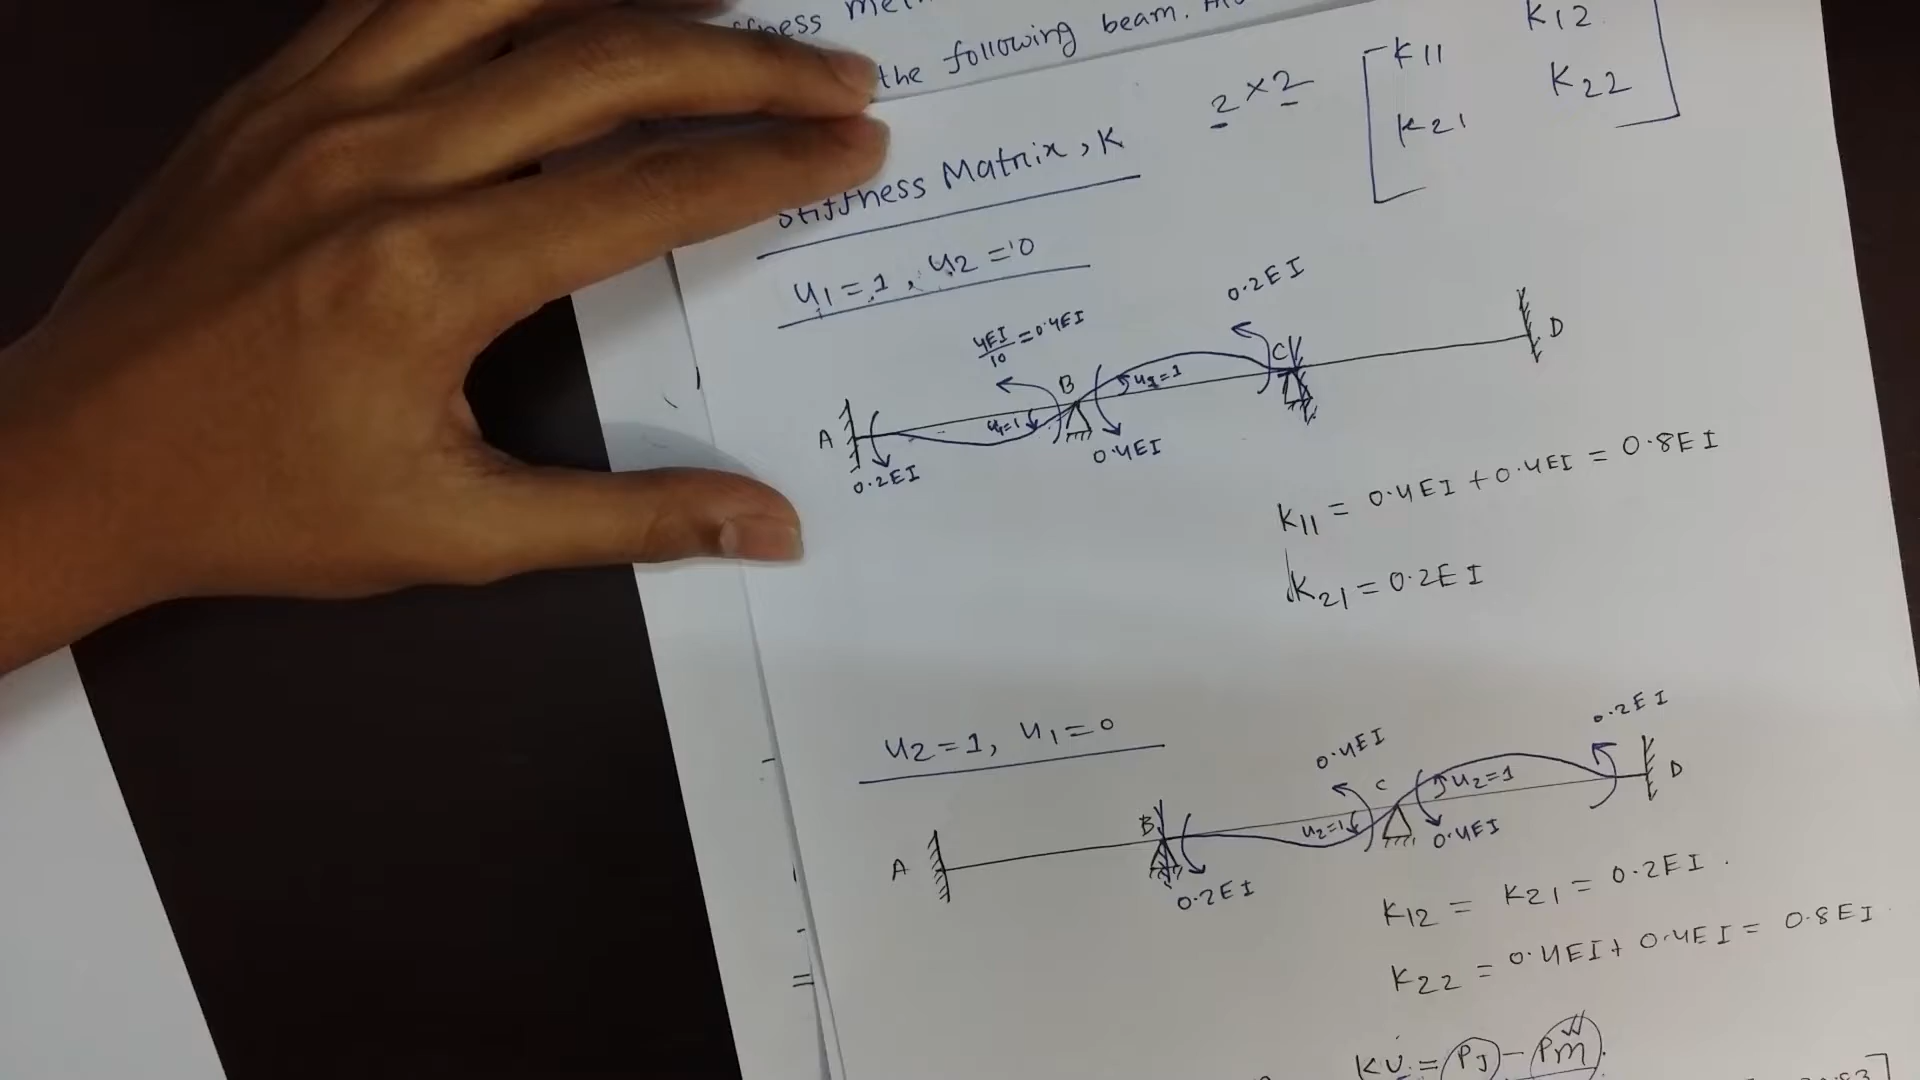 the following beam.
Stiffness Matrix, K
2 × 2
K11 K12
K21 K22
u1 = 1, u2 = 0
4EI/10 = 0.4EI
0.2EI
A
B
C
D
u1=1
u1=1
0.2EI
0.4EI
K11 = 0.4EI + 0.4EI = 0.8EI
K21 = 0.2EI
u2 = 1, u1 = 0
0.4EI
0.2EI
A
B
C
D
u2=1
u2=1
0.2EI
0.4EI
K12 = K21 = 0.2EI.
K22 = 0.4EI + 0.4EI = 0.8EI
KU = PJ - Pm.